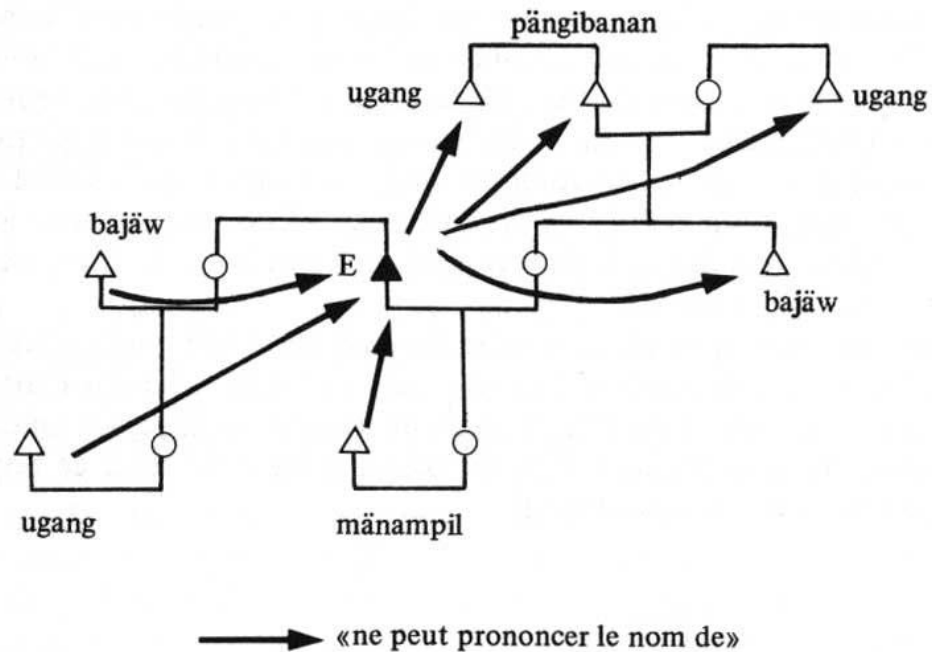 pängibanan
ugang
ugang
bajäw
E
bajäw
ugang
mänampil
«ne peut prononcer le nom de»